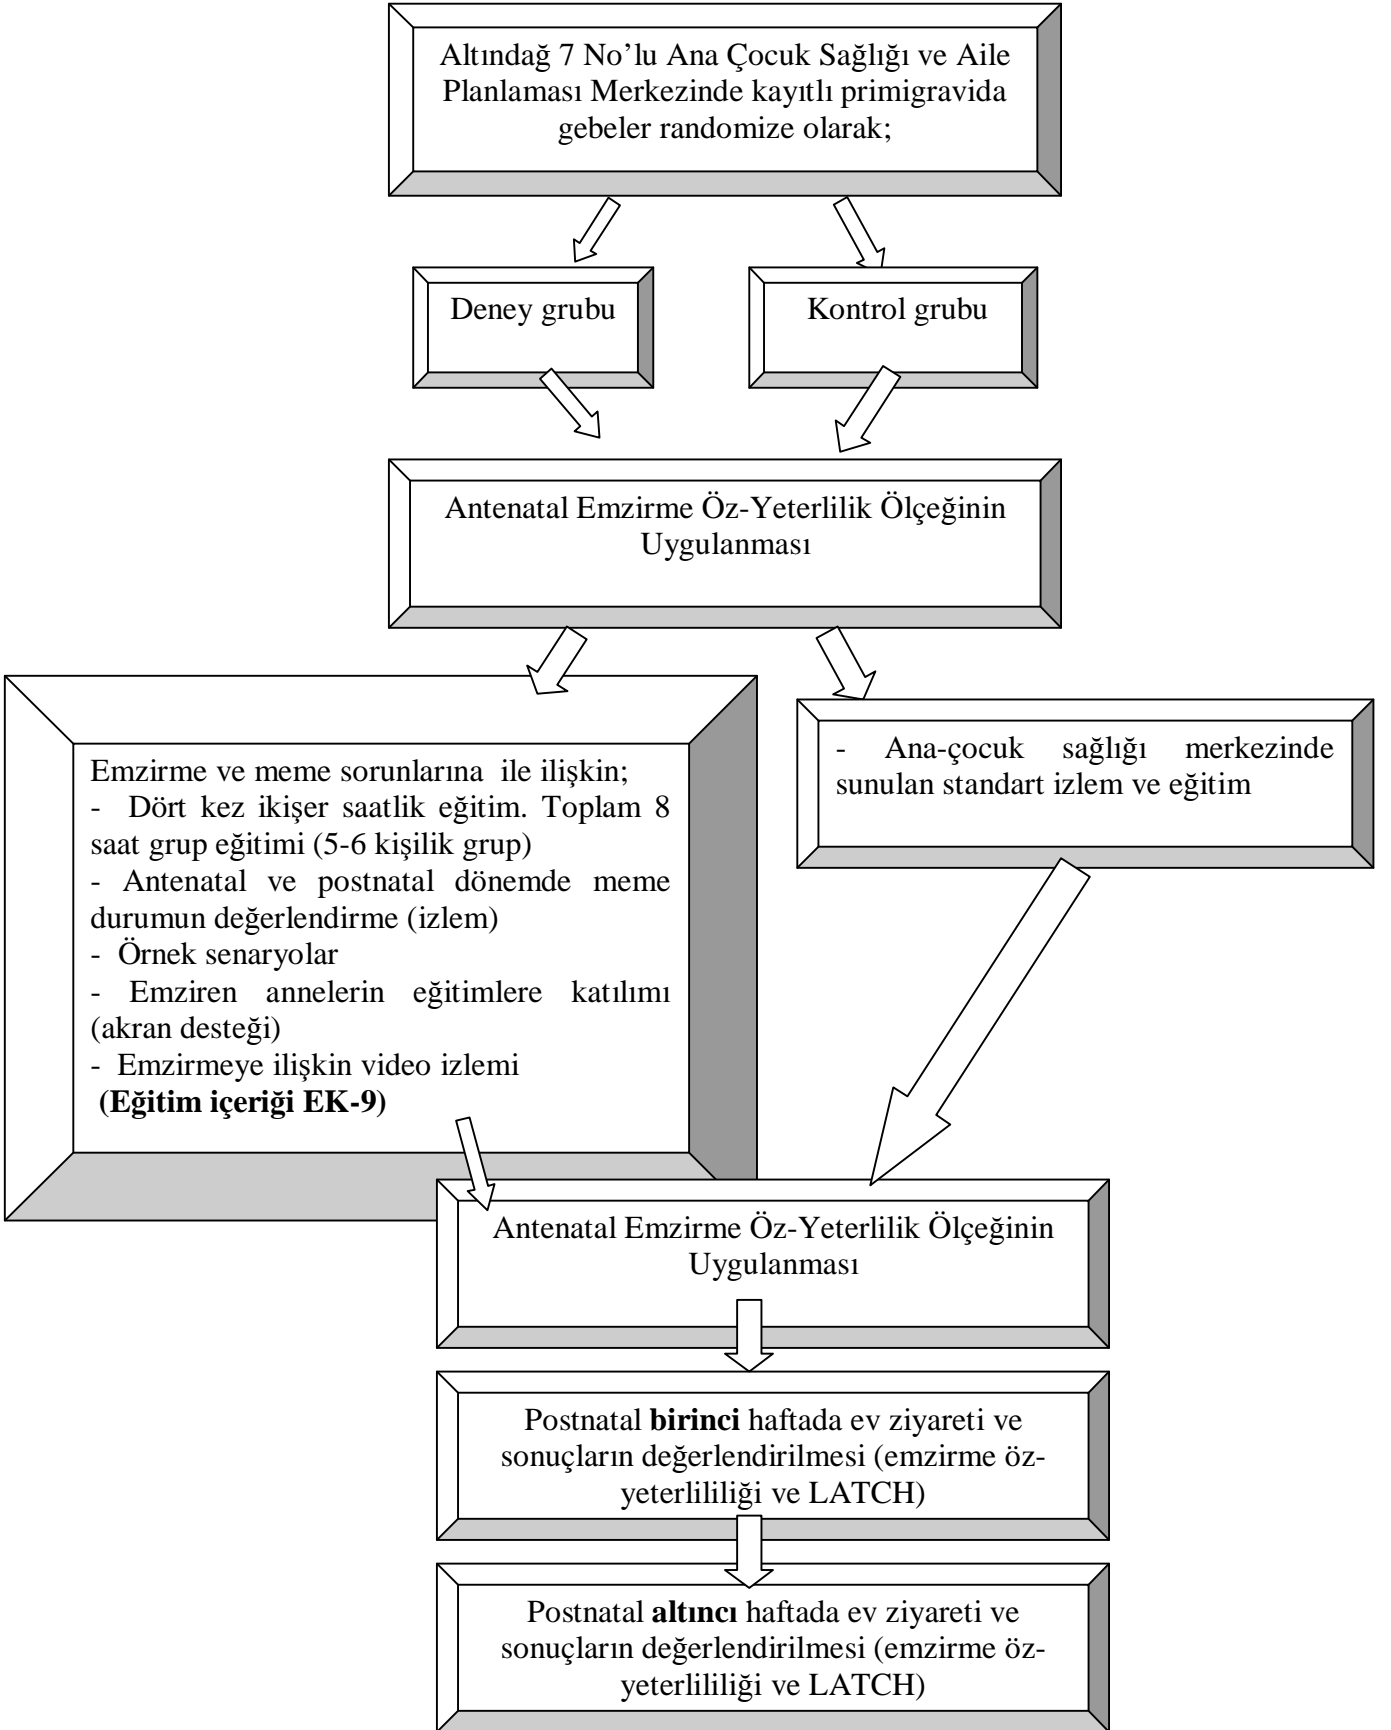 Altındağ 7 No’lu Ana Çocuk Sağlığı ve Aile
Planlaması Merkezinde kayıtlı primigravida
gebeler randomize olarak;
Deney grubu
Kontrol grubu
Antenatal Emzirme Öz-Yeterlilik Ölçeğinin
Uygulanması
Emzirme ve meme sorunlarına ile ilişkin;
- Dört kez ikişer saatlik eğitim. Toplam 8
saat grup eğitimi (5-6 kişilik grup)
- Antenatal ve postnatal dönemde meme
durumun değerlendirme (izlem)
- Örnek senaryolar
- Emziren annelerin eğitimlere katılımı
(akran desteği)
- Emzirmeye ilişkin video izlemi
(Eğitim içeriği EK-9)
- Ana-çocuk sağlığı merkezinde
sunulan standart izlem ve eğitim
Antenatal Emzirme Öz-Yeterlilik Ölçeğinin
Uygulanması
Postnatal birinci haftada ev ziyareti ve
sonuçların değerlendirilmesi (emzirme öz-
yeterlililiği ve LATCH)
Postnatal altıncı haftada ev ziyareti ve
sonuçların değerlendirilmesi (emzirme öz-
yeterlililiği ve LATCH)